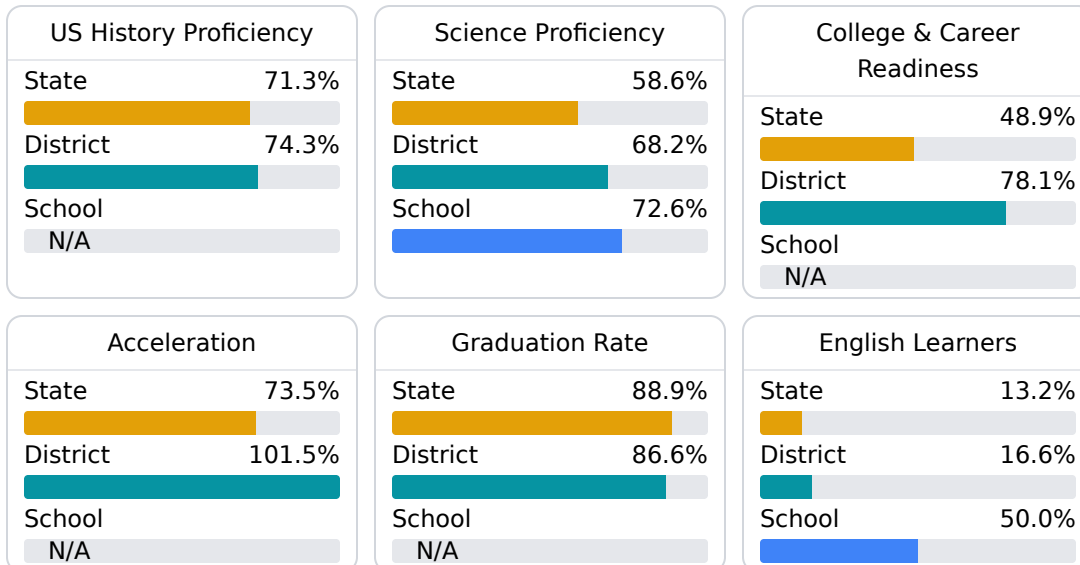 US History Proficiency
State 71.3%
District 74.3%
School
N/A
Science Proficiency
State 58.6%
District 68.2%
School 72.6%
College & Career
Readiness
State 48.9%
District 78.1%
School
N/A
Acceleration
State 73.5%
District 101.5%
School
N/A
Graduation Rate
State 88.9%
District 86.6%
School
N/A
English Learners
State 13.2%
District 16.6%
School 50.0%